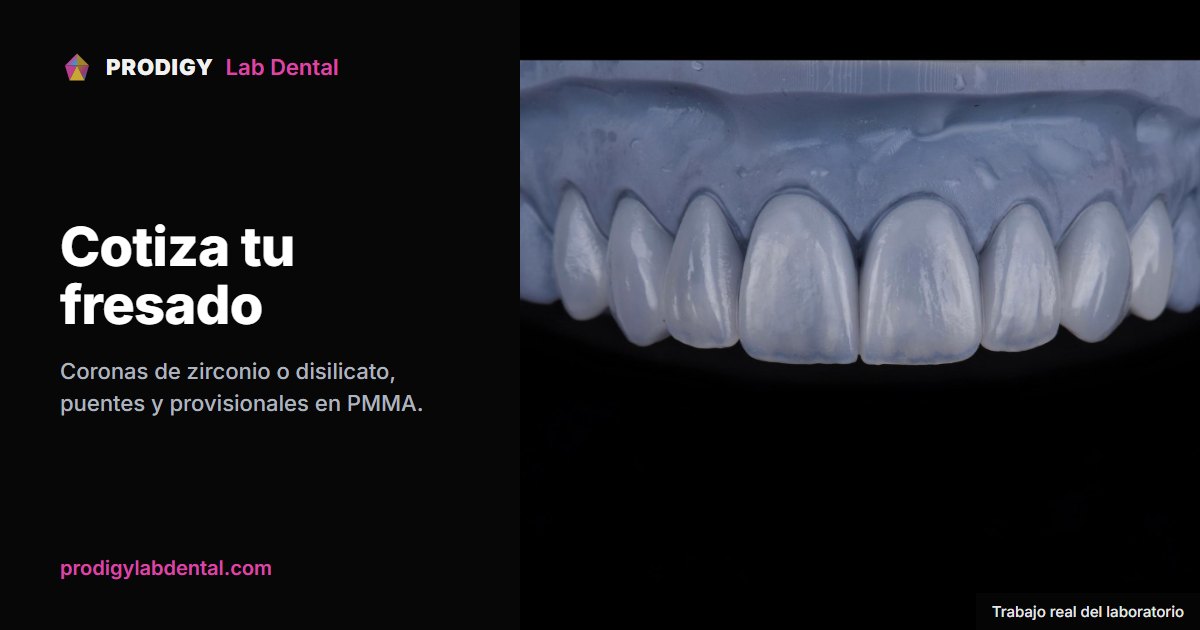 PRODIGY Lab Dental
Cotiza tu
fresado
Coronas de zirconio o disilicato,
puentes y provisionales en PMMA.
prodigylabdental.com
Trabajo real del laboratorio